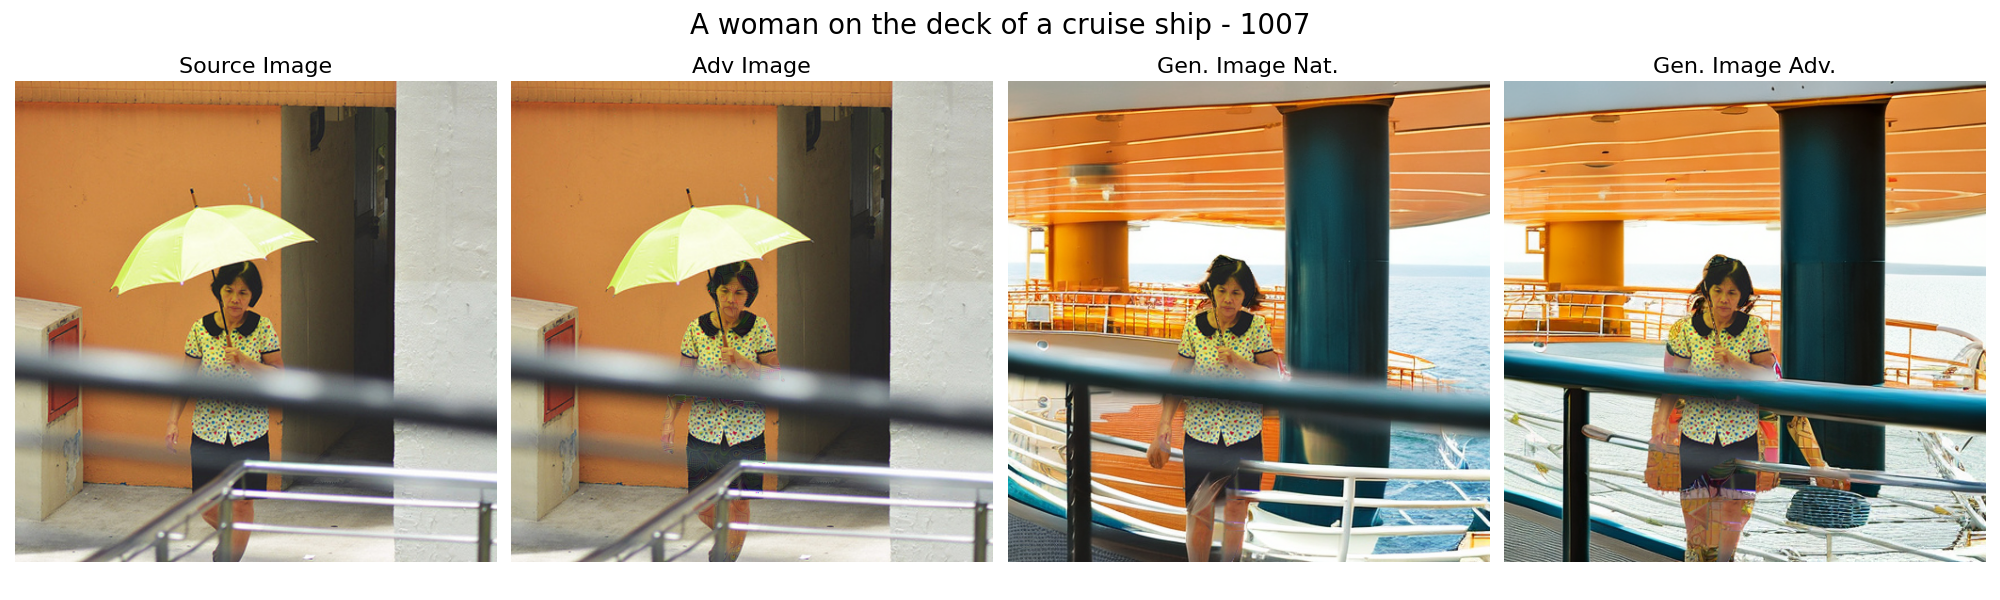 A woman on the deck of a cruise ship - 1007
Source Image
Adv Image
Gen. Image Nat.
Gen. Image Adv.